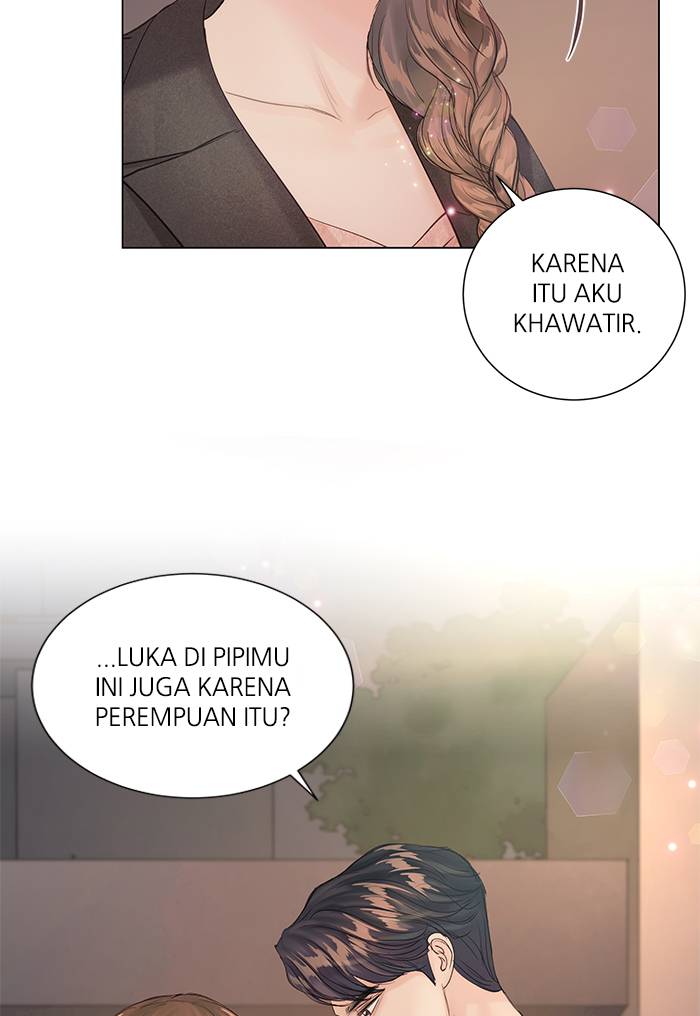 KARENA
ITU AKU
KHAWATIR.
...LUKA DI PIPIMU
INI JUGA KARENA
PEREMPUAN ITU?